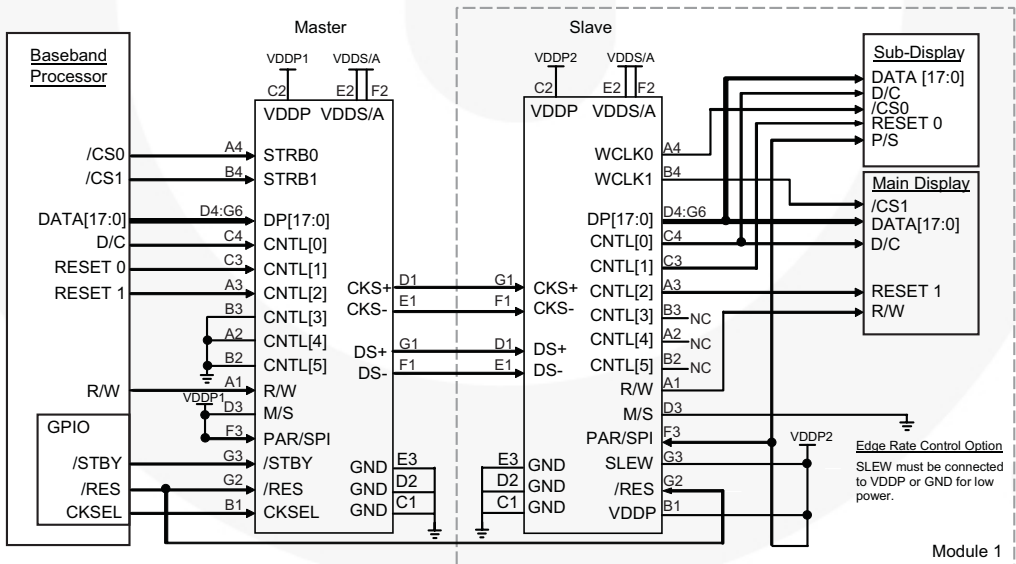 Master
Slave
Baseband
Processor
/CS0
/CS1
DATA[17:0]
D/C
RESET 0
RESET 1
R/W
GPIO
/STBY
/RES
CKSEL
A4
B4
D4:G6
C4
C3
A3
B3
A2
B2
A1
VDDP1
D3
F3
G3
G2
B1
VDDP1
VDDS/A
C2
E2
F2
VDDP
VDDS/A
STRB0
STRB1
DP[17:0]
CNTL[0]
CNTL[1]
CNTL[2]
CNTL[3]
CNTL[4]
CNTL[5]
R/W
M/S
PAR/SPI
/STBY
/RES
CKSEL
CKS+
CKS-
DS+
DS-
GND
GND
GND
D1
E1
G1
F1
E3
D2
C1
G1
F1
D1
E1
E3
D2
C1
VDDP2
VDDS/A
C2
E2
F2
VDDP
VDDS/A
CKS+
CKS-
DS+
DS-
GND
GND
GND
WCLK0
WCLK1
DP[17:0]
CNTL[0]
CNTL[1]
CNTL[2]
CNTL[3]
CNTL[4]
CNTL[5]
R/W
M/S
PAR/SPI
SLEW
/RES
VDDP
A4
B4
D4:G6
C4
C3
A3
B3
NC
A2
NC
B2
NC
A1
D3
F3
G3
G2
B1
VDDP2
Sub-Display
DATA [17:0]
D/C
/CS0
RESET 0
P/S
Main Display
/CS1
DATA[17:0]
D/C
RESET 1
R/W
Edge Rate Control Option
SLEW must be connected
to VDDP or GND for low
power.
Module 1